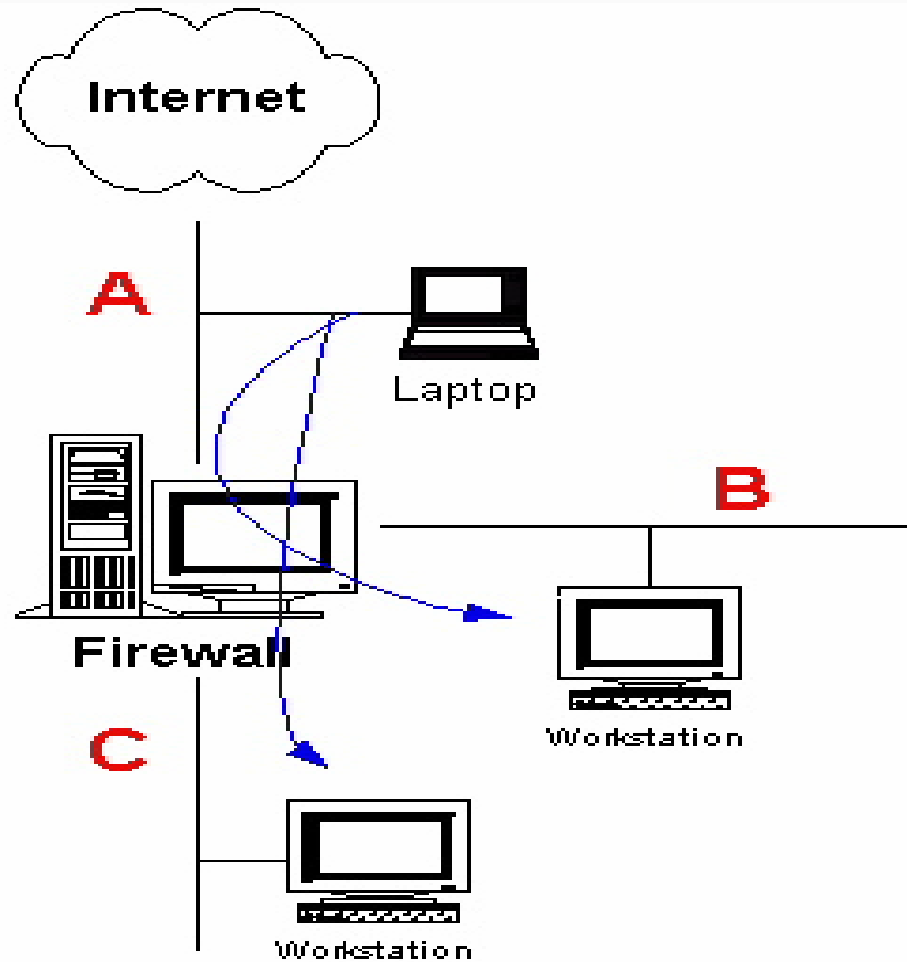 Internet
A
Laptop
B
Firewall
Workstation
C
Workstation